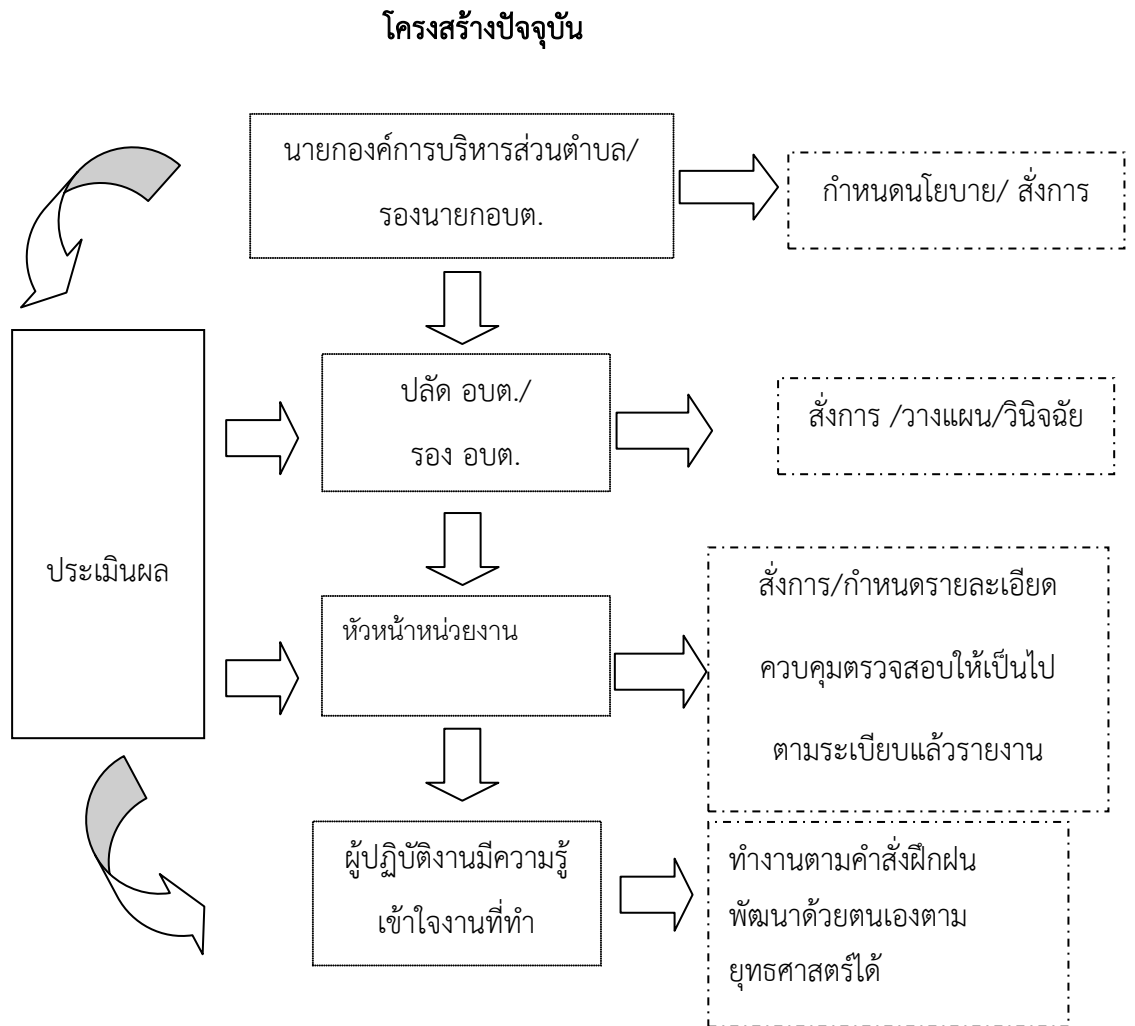 โครงสร้างปัจจุบัน
นายกองค์การบริหารส่วนตำบล/
รองนายกอบต.
กำหนดนโยบาย/ สั่งการ
ปลัด อบต./
รอง อบต.
สั่งการ /วางแผน/วินิจฉัย
ประเมินผล
หัวหน้าหน่วยงาน
สั่งการ/กำหนดรายละเอียด
ควบคุมตรวจสอบให้เป็นไป
ตามระเบียบแล้วรายงาน
ผู้ปฏิบัติงานมีความรู้
เข้าใจงานที่ทำ
ทำงานตามคำสั่งฝึกฝน
พัฒนาด้วยตนเองตาม
ยุทธศาสตร์ได้